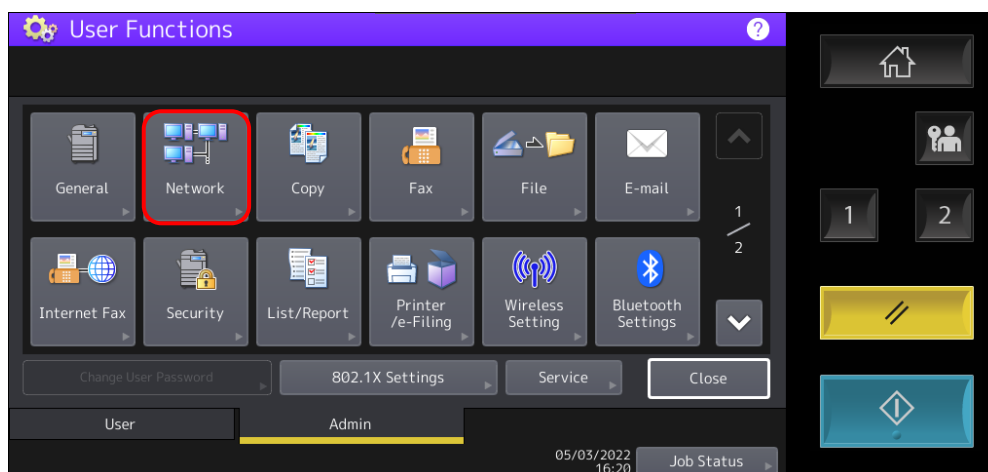 User Functions
?
General
Network
Copy
Fax
File
E-mail
1
2
Internet Fax
Security
List/Report
Printer
/e-Filing
Wireless
Setting
Bluetooth
Settings
Change User Password
802.1X Settings
Service
Close
User
Admin
05/03/2022
16:20
Job Status
1
2